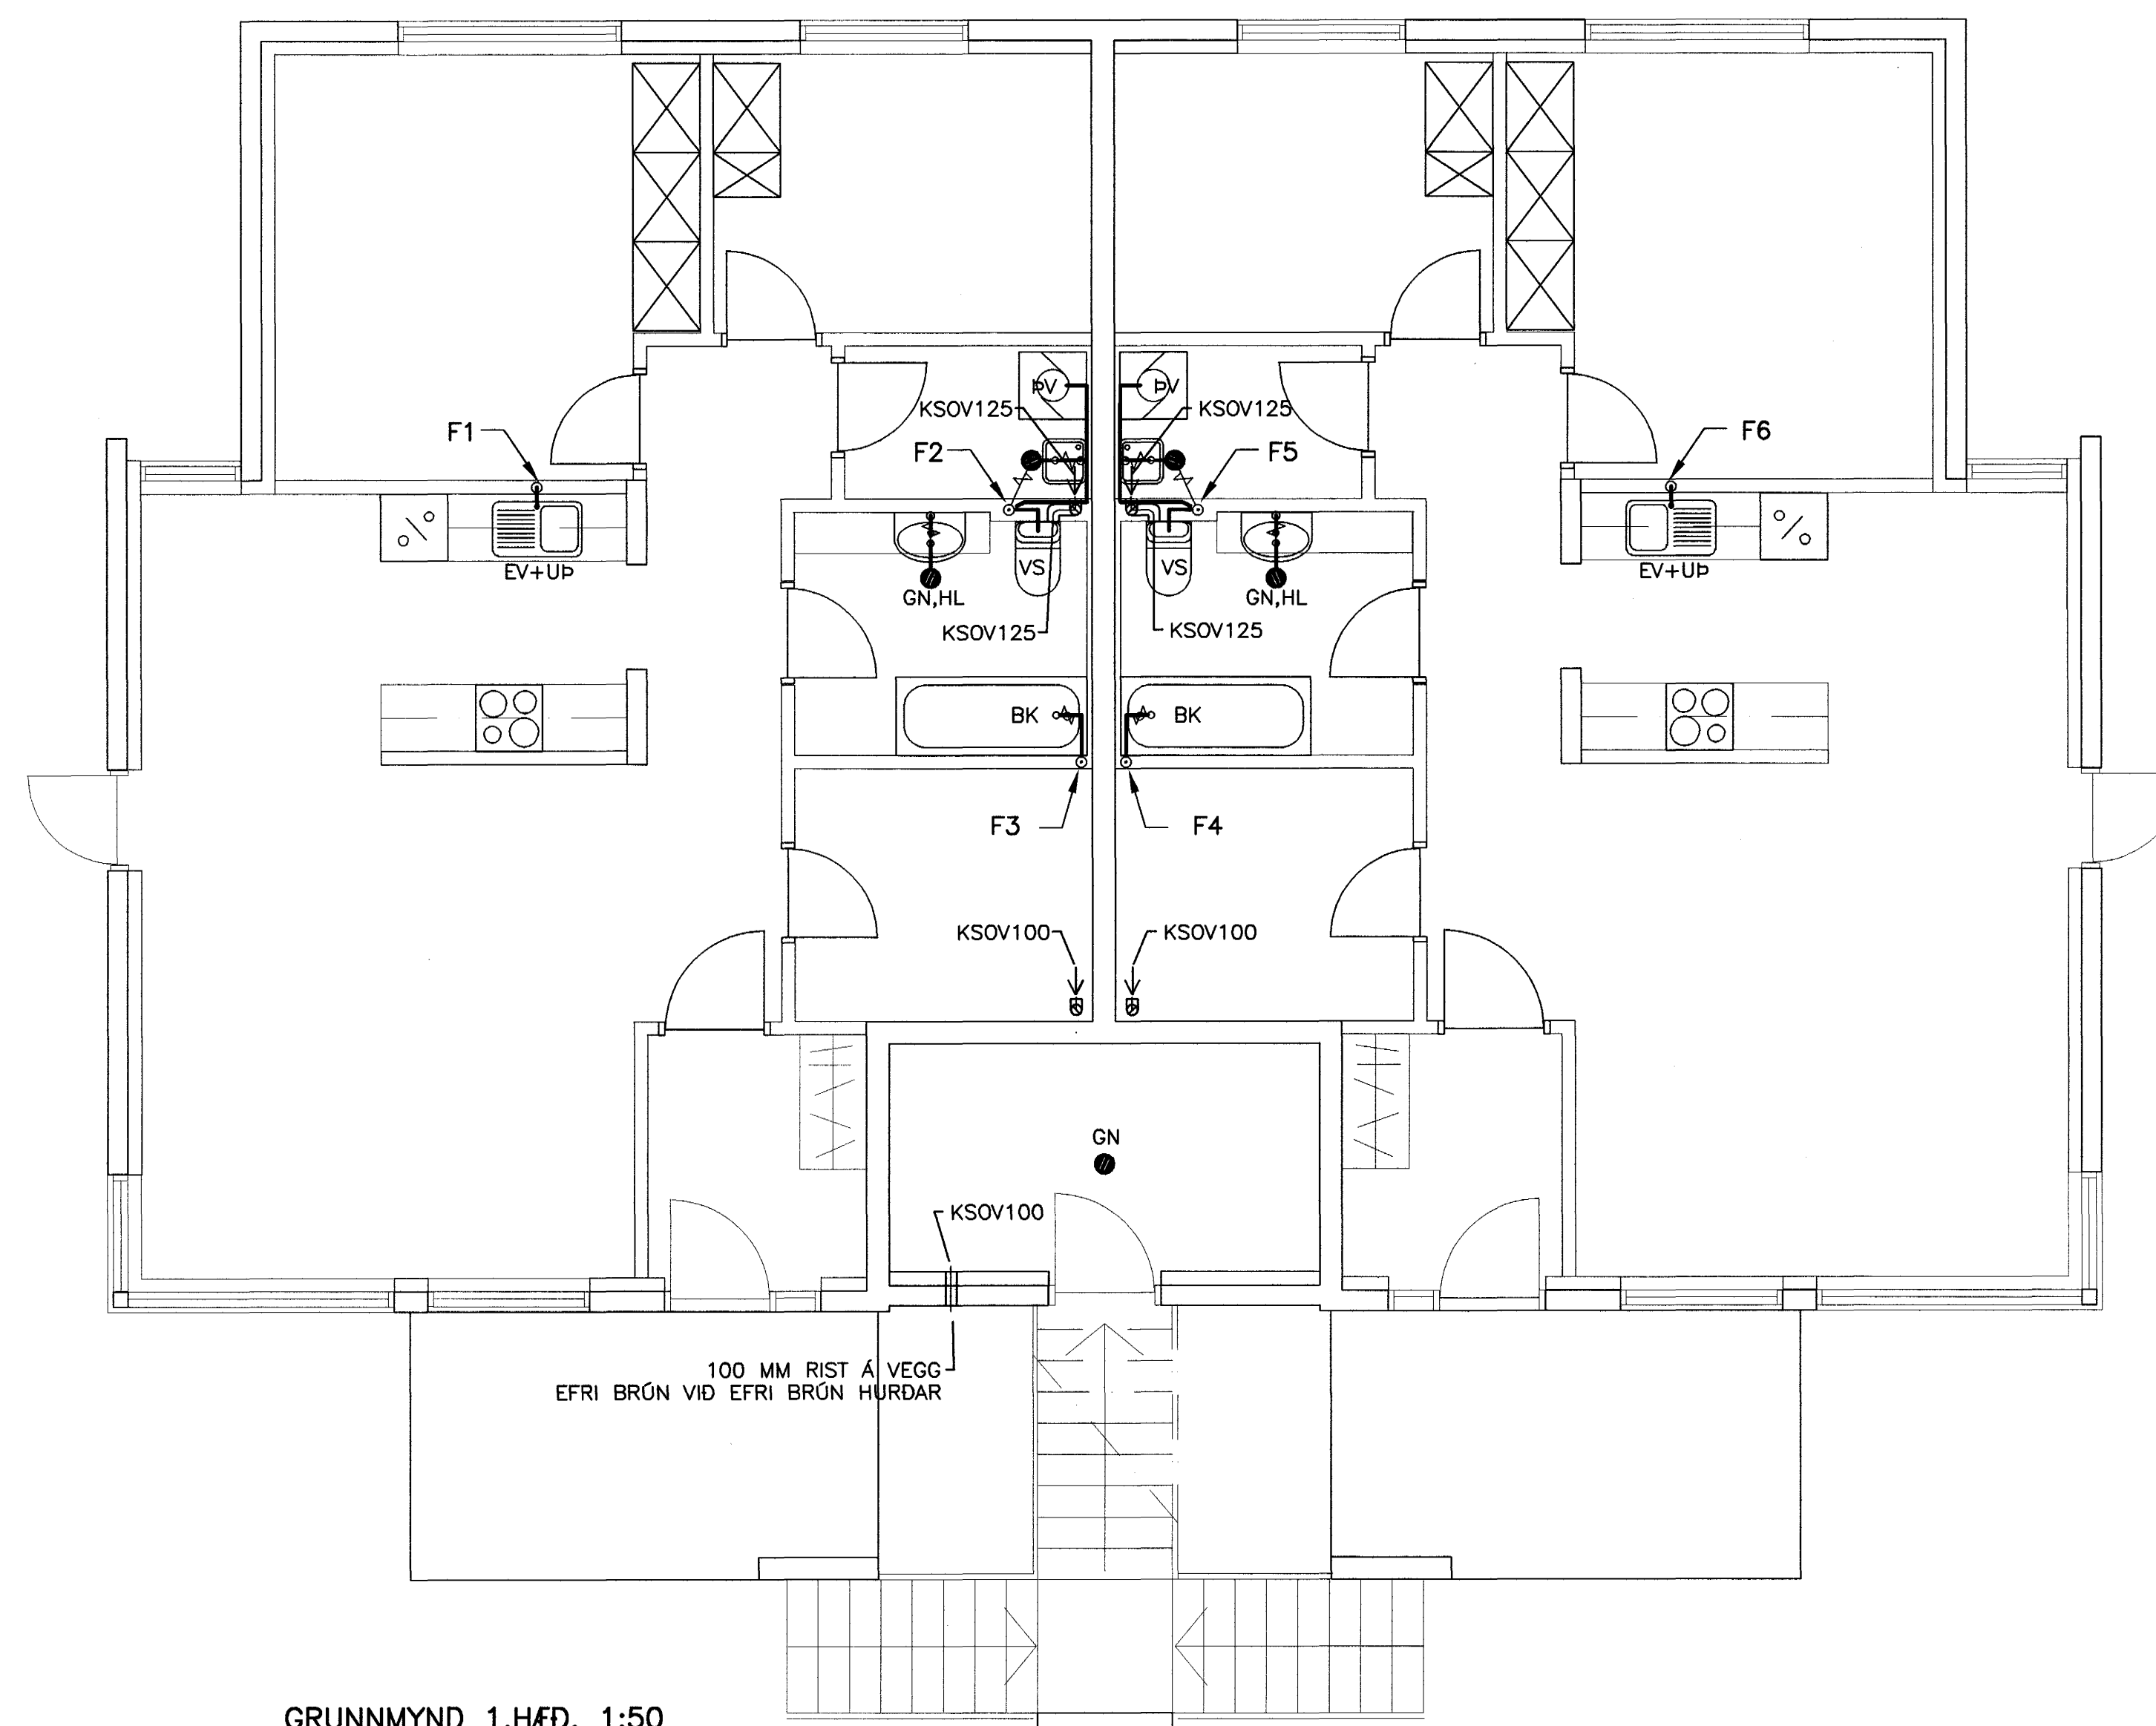 ÞV
ÞV
KSOV125
KSOV125
F1
F2
F5
F6
EV+UÞ
VS
VS
EV+UÞ
GN,HL
GN,HL
KSOV125
KSOV125
BK
BK
F3
F4
KSOV100
KSOV100
GN
KSOV100
100 MM RIST Á VEGG
EFRI BRÚN VIÐ EFRI BRÚN HURÐAR
GRUNNMYND 1.HÆÐ. 1:50